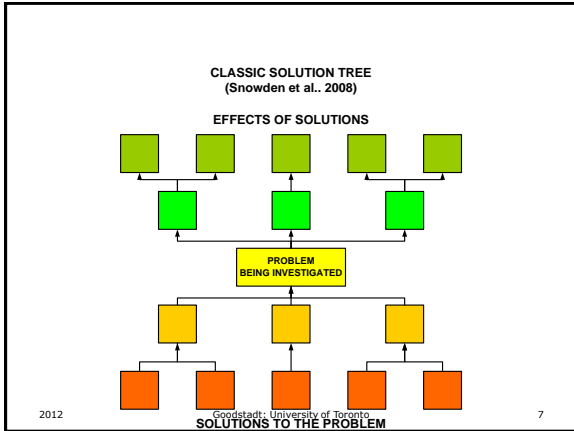 CLASSIC SOLUTION TREE
(Snowden et al.. 2008)
EFFECTS OF SOLUTIONS
PROBLEM
BEING INVESTIGATED
2012 Goodstadt: University of Toronto 7
SOLUTIONS TO THE PROBLEM